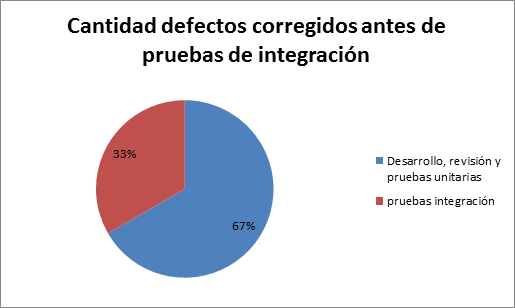 Cantidad defectos corregidos antes de
pruebas de integración
33%
67%
Desarrollo, revisión y
pruebas unitarias
pruebas integración